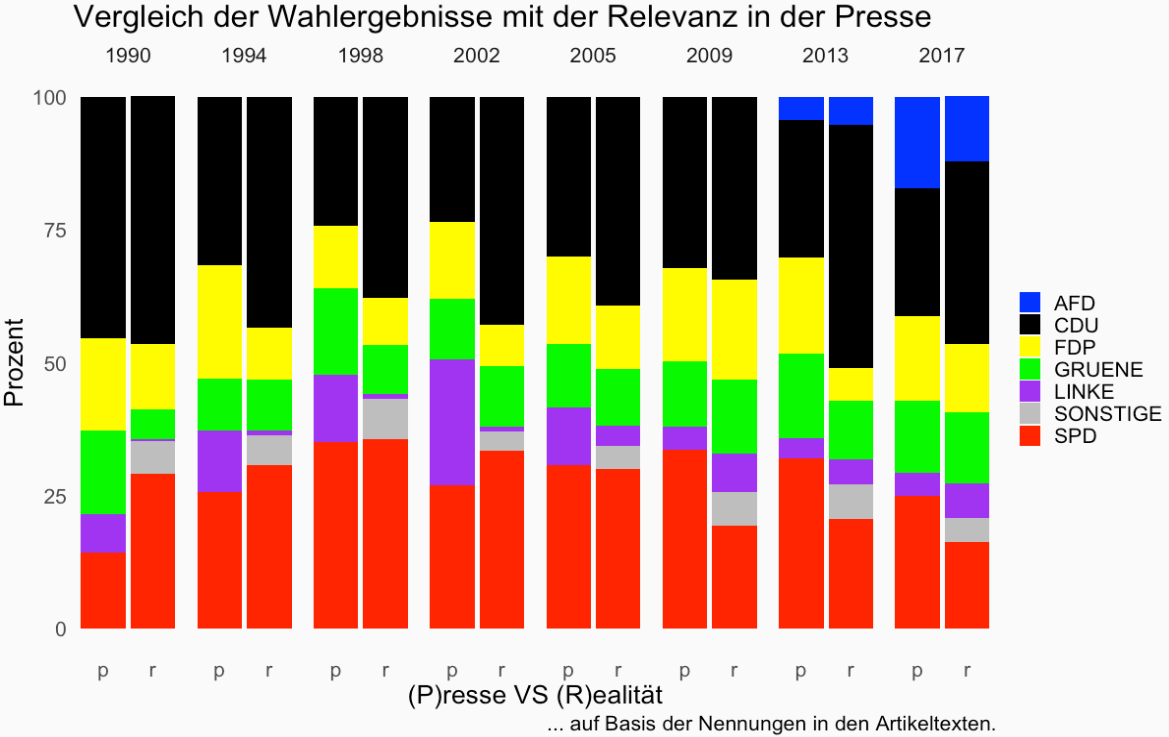 Vergleich der Wahlergebnisse mit der Relevanz in der Presse
1990 1994 1998 2002 2005 2009 2013 2017
100
75
50
25
0
Prozent
p r p r p r p r p r p r p r p r
(P)resse VS (R)ealität
... auf Basis der Nennungen in den Artikeltexten.
AFD
CDU
FDP
GRUENE
LINKE
SONSTIGE
SPD